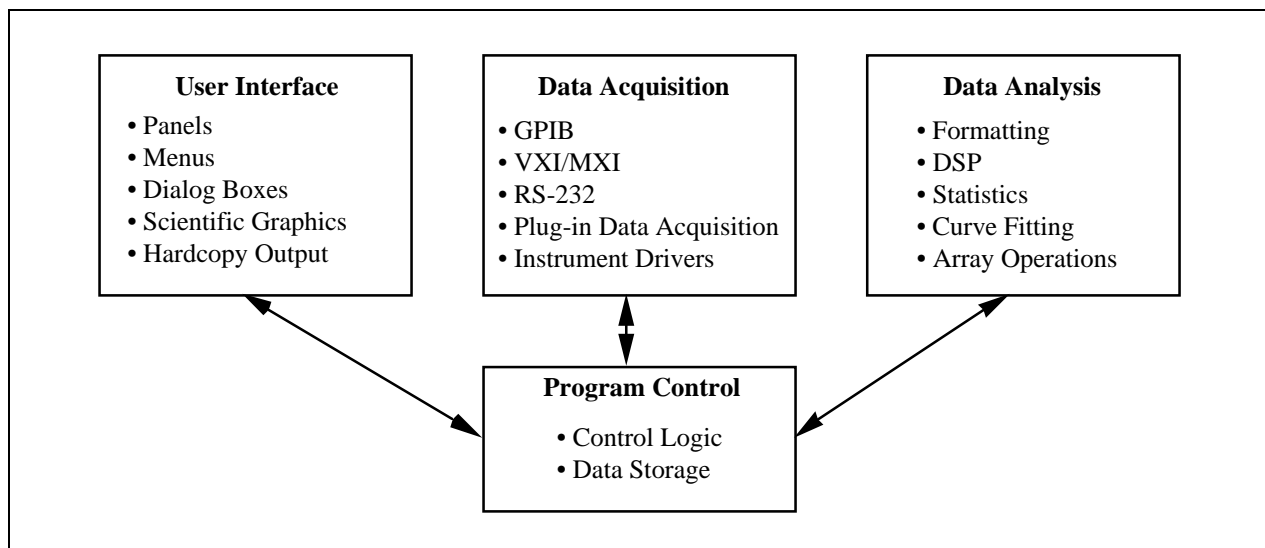 User Interface
• Panels
• Menus
• Dialog Boxes
• Scientific Graphics
• Hardcopy Output
Data Acquisition
• GPIB
• VXI/MXI
• RS-232
• Plug-in Data Acquisition
• Instrument Drivers
Data Analysis
• Formatting
• DSP
• Statistics
• Curve Fitting
• Array Operations
Program Control
• Control Logic
• Data Storage